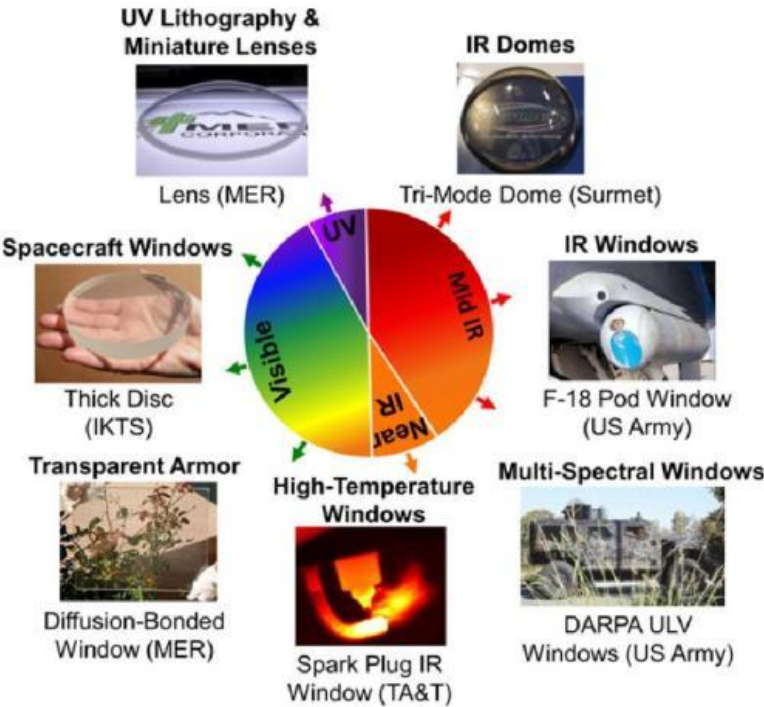 UV Lithography &
Miniature Lenses
IR Domes
MER
CORPORA
Lens (MER)
Tri-Mode Dome (Surmet)
UV
Spacecraft Windows
IR Windows
Mid IR
Visible
Near
IR
Thick Disc
(IKTS)
F-18 Pod Window
(US Army)
Transparent Armor
High-Temperature
Windows
Multi-Spectral Windows
Diffusion-Bonded
Window (MER)
Spark Plug IR
Window (TA&T)
DARPA ULV
Windows (US Army)